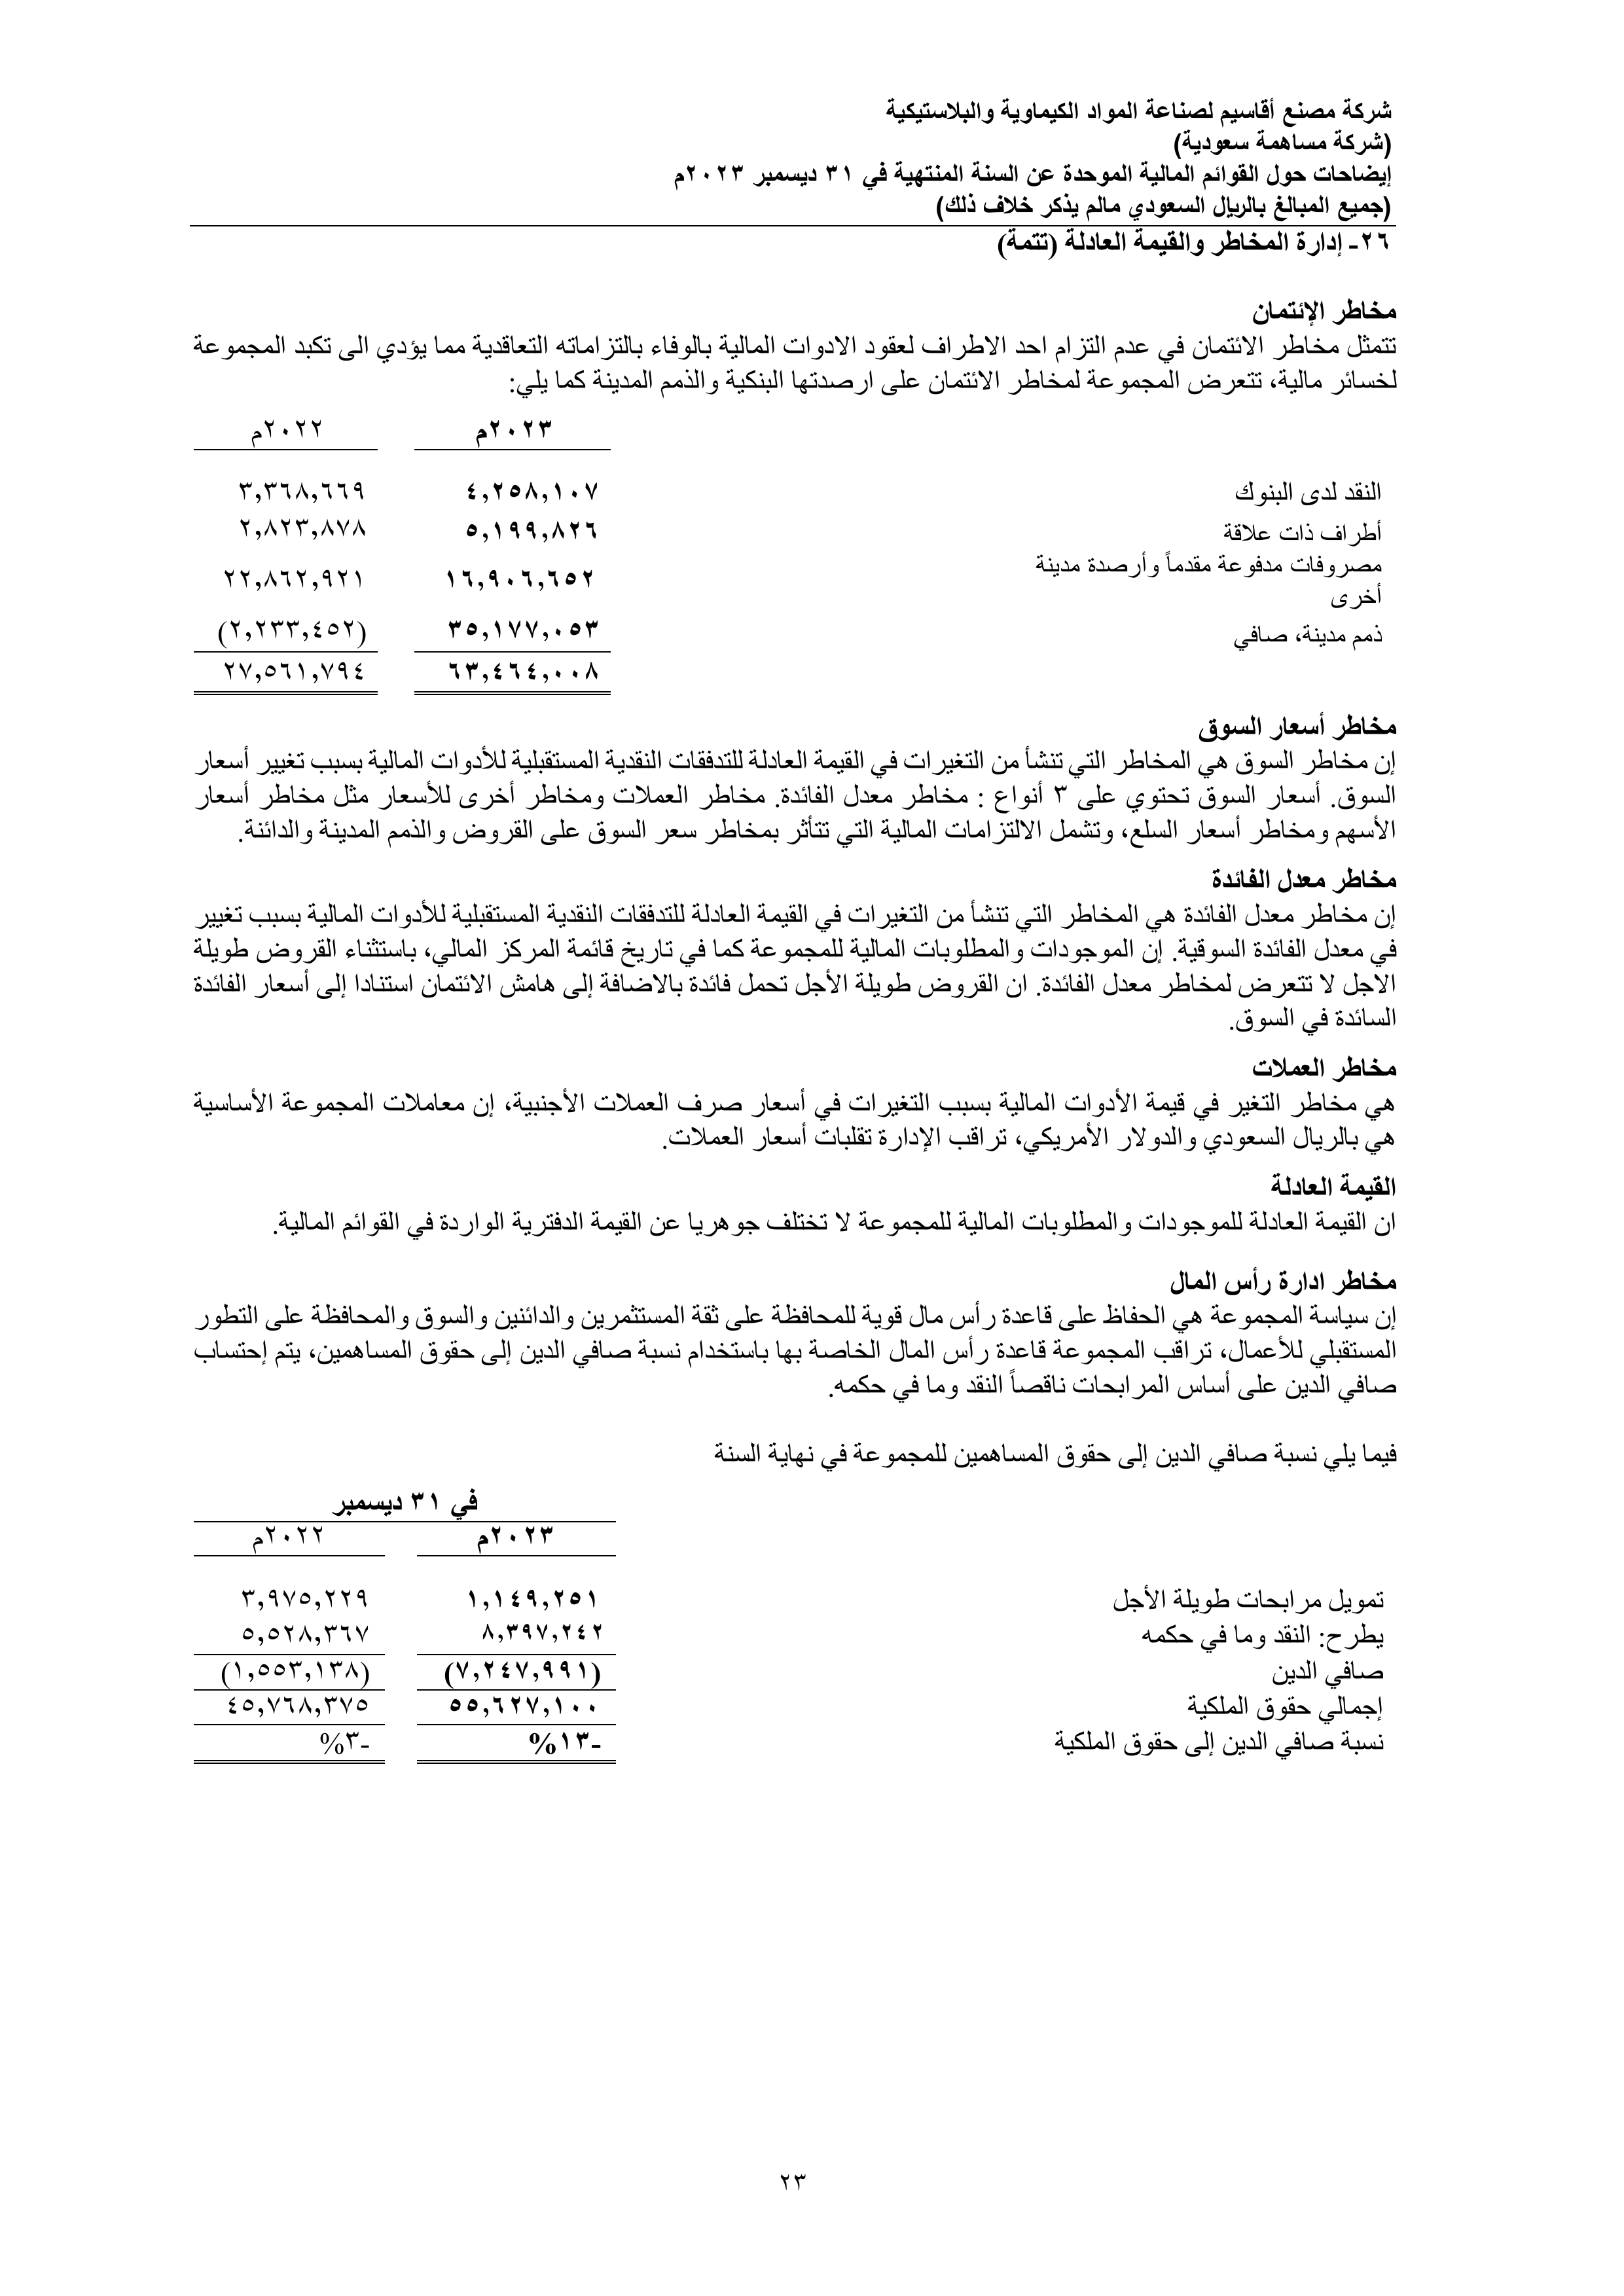 شركة مصنع أقاسيم لصناعة المواد الكيماوية والبلاستيكية
(شركة مساهمة سعودية)
إيضاحات حول القوائم المالية الموحدة عن السنة المنتهية في ٣١ ديسمبر ٢٠٢٣م
(جميع المبالغ بالريال السعودي مالم يذكر خلاف ذلك)
٢٦- إدارة المخاطر والقيمة العادلة (تتمة)
مخاطر الإئتمان
تتمثل مخاطر الائتمان في عدم التزام احد الاطراف لعقود الادوات المالية بالوفاء بالتزاماته التعاقدية مما يؤدي الى تكبد المجموعة
لخسائر مالية، تتعرض المجموعة لمخاطر الائتمان على ارصدتها البنكية والذمم المدينة كما يلي:
٢٠٢٣م ٢٠٢٢م
النقد لدى البنوك ٤,٢٥٨,١٠٧ ٣,٣٦٨,٦٦٩
أطراف ذات علاقة ٥,١٩٩,٨٢٦ ٢,٨٢٣,٨٧٨
مصروفات مدفوعة مقدماً وأرصدة مدينة
أخرى ١٦,٩٠٦,٦٥٢ ٢٢,٨٦٢,٩٢١
ذمم مدينة، صافي ٣٥,١٧٧,٠٥٣ (٢,٢٣٣,٤٥٢)
٦٣,٤٦٤,٠٠٨ ٢٧,٥٦١,٧٩٤
مخاطر أسعار السوق
إن مخاطر السوق هي المخاطر التي تنشأ من التغيرات في القيمة العادلة للتدفقات النقدية المستقبلية للأدوات المالية بسبب تغيير أسعار
السوق. أسعار السوق تحتوي على ٣ أنواع : مخاطر معدل الفائدة. مخاطر العملات ومخاطر أخرى للأسعار مثل مخاطر أسعار
الأسهم ومخاطر أسعار السلع، وتشمل الالتزامات المالية التي تتأثر بمخاطر سعر السوق على القروض والذمم المدينة والدائنة.
مخاطر معدل الفائدة
إن مخاطر معدل الفائدة هي المخاطر التي تنشأ من التغيرات في القيمة العادلة للتدفقات النقدية المستقبلية للأدوات المالية بسبب تغيير
في معدل الفائدة السوقية. إن الموجودات والمطلوبات المالية للمجموعة كما في تاريخ قائمة المركز المالي، باستثناء القروض طويلة
الاجل لا تتعرض لمخاطر معدل الفائدة. ان القروض طويلة الأجل تحمل فائدة بالاضافة إلى هامش الائتمان استنادا إلى أسعار الفائدة
السائدة في السوق.
مخاطر العملات
هي مخاطر التغير في قيمة الأدوات المالية بسبب التغيرات في أسعار صرف العملات الأجنبية، إن معاملات المجموعة الأساسية
هي بالريال السعودي والدولار الأمريكي، تراقب الإدارة تقلبات أسعار العملات.
القيمة العادلة
ان القيمة العادلة للموجودات والمطلوبات المالية للمجموعة لا تختلف جوهريا عن القيمة الدفترية الواردة في القوائم المالية.
مخاطر ادارة رأس المال
إن سياسة المجموعة هي الحفاظ على قاعدة رأس مال قوية للمحافظة على ثقة المستثمرين والدائنين والسوق والمحافظة على التطور
المستقبلي للأعمال، تراقب المجموعة قاعدة رأس المال الخاصة بها باستخدام نسبة صافي الدين إلى حقوق المساهمين، يتم إحتساب
صافي الدين على أساس المرابحات ناقصاً النقد وما في حكمه.
فيما يلي نسبة صافي الدين إلى حقوق المساهمين للمجموعة في نهاية السنة
في ٣١ ديسمبر
٢٠٢٣م ٢٠٢٢م
تمويل مرابحات طويلة الأجل ١,١٤٩,٢٥١ ٣,٩٧٥,٢٢٩
يطرح: النقد وما في حكمه ٨,٣٩٧,٢٤٢ ٥,٥٢٨,٣٦٧
صافي الدين (٧,٢٤٧,٩٩١) (١,٥٥٣,١٣٨)
إجمالي حقوق الملكية ٥٥,٦٢٧,١٠٠ ٤٥,٧٦٨,٣٧٥
نسبة صافي الدين إلى حقوق الملكية -١٣% -٣%
٢٣